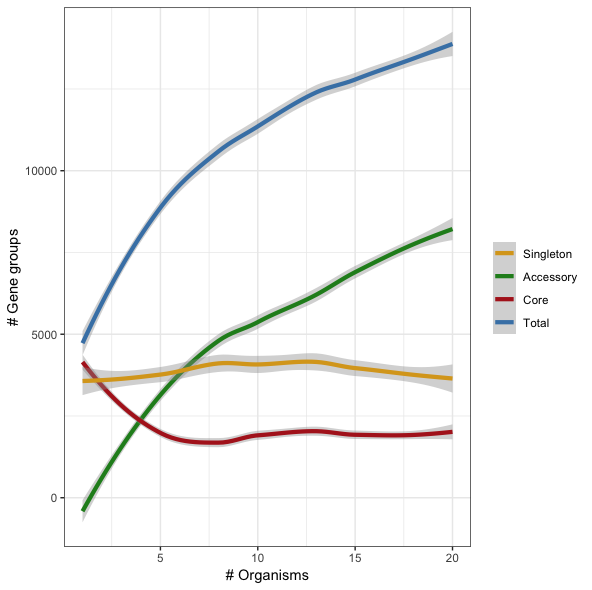 # Gene groups
10000
5000
0
5 10 15 20
# Organisms
Singleton
Accessory
Core
Total